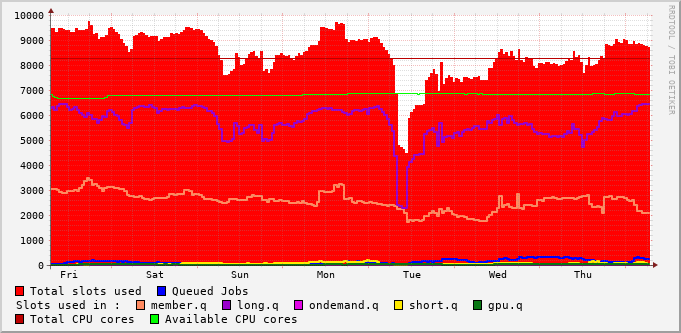 10000
9000
8000
7000
6000
5000
4000
3000
2000
1000
0
Fri Sat Sun Mon Tue Wed Thu
Total slots used Queued Jobs
Slots used in : member.q long.q ondemand.q short.q gpu.q
Total CPU cores Available CPU cores
RRDTOOL / TOBI OETIKER